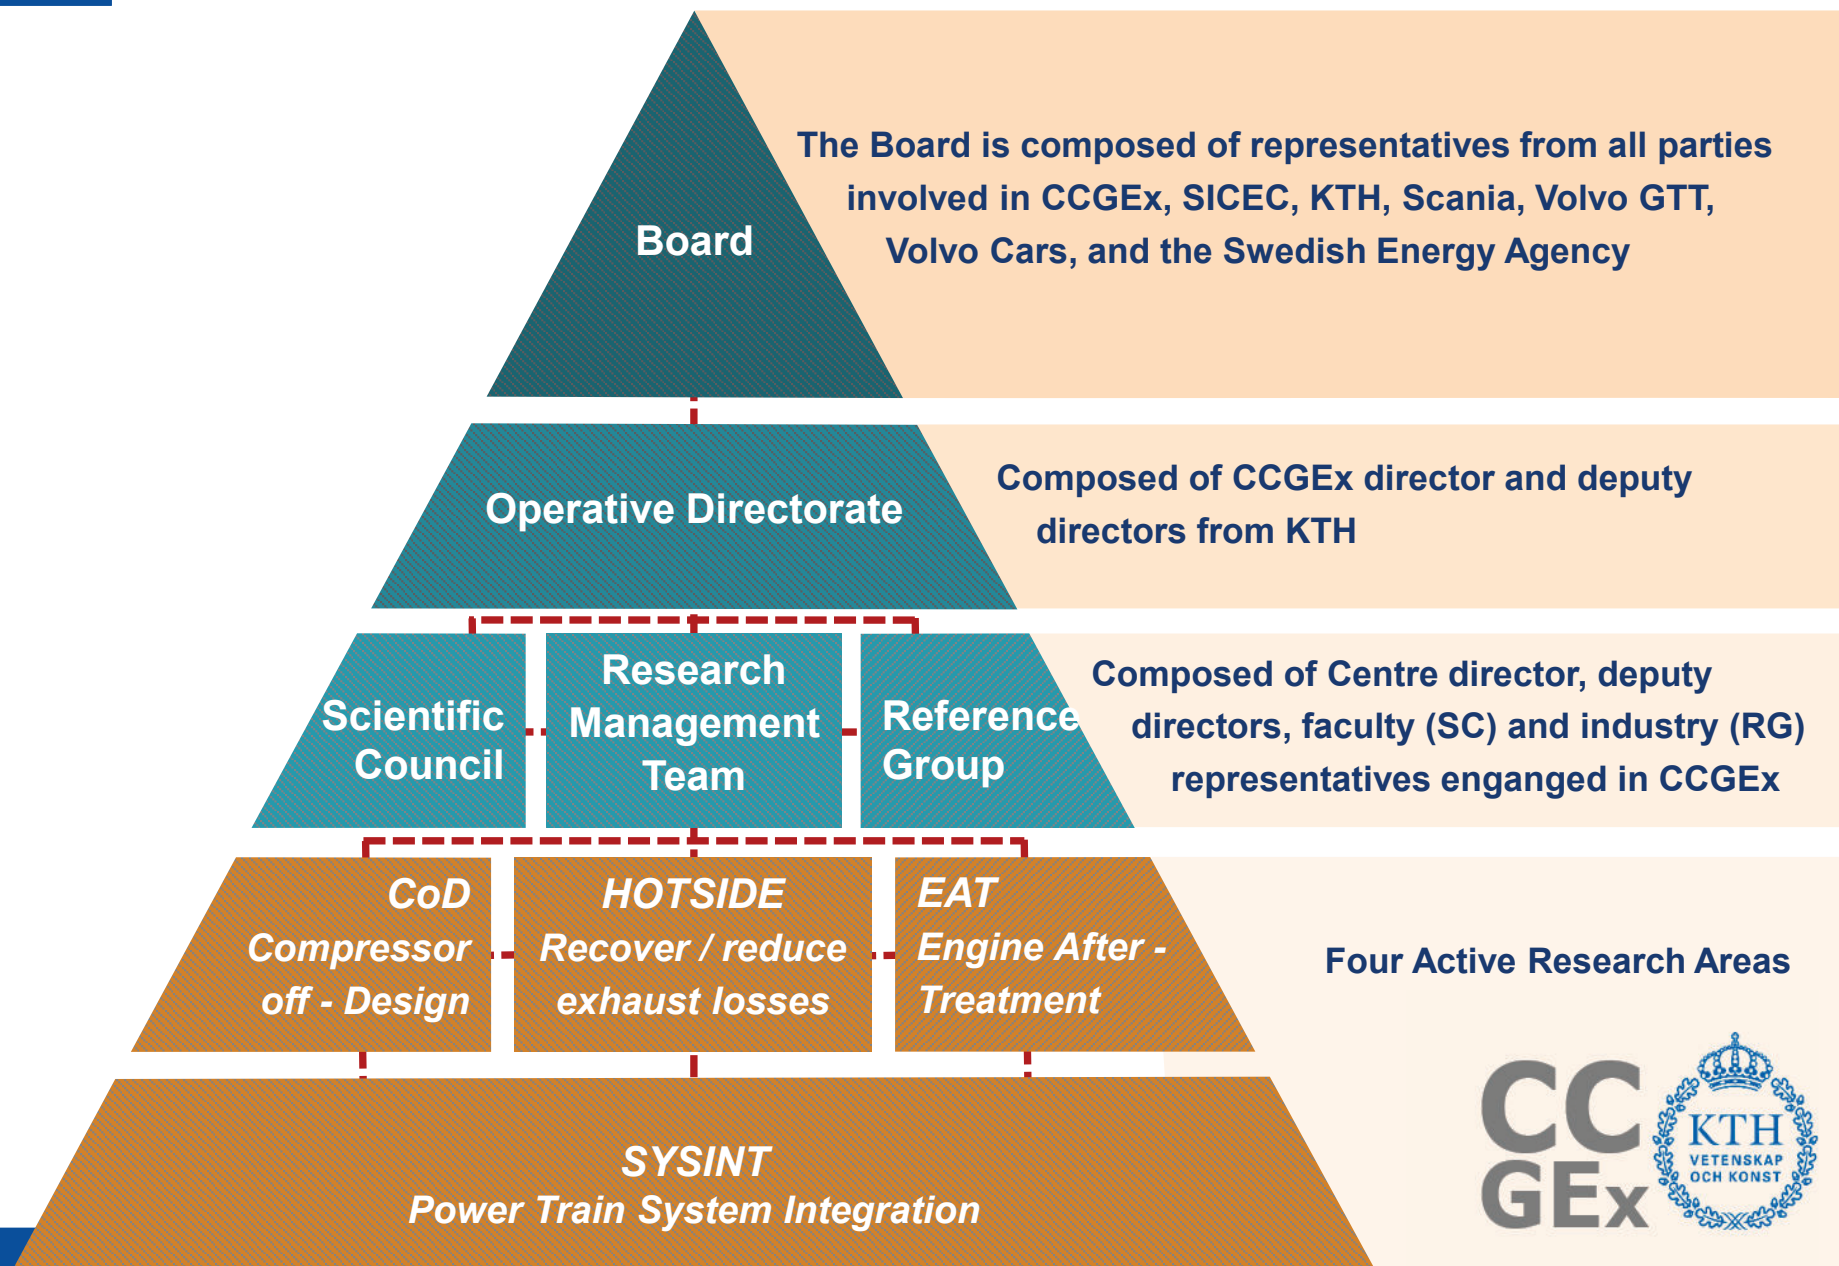 Board
The Board is composed of representatives from all parties
involved in CCGEx, SICEC, KTH, Scania, Volvo GTT,
Volvo Cars, and the Swedish Energy Agency
Operative Directorate
Composed of CCGEx director and deputy
directors from KTH
Scientific
Council
Research
Management
Team
Reference
Group
Composed of Centre director, deputy
directors, faculty (SC) and industry (RG)
representatives enganged in CCGEx
CoD
Compressor
off - Design
HOTSIDE
Recover / reduce
exhaust losses
EAT
Engine After -
Treatment
Four Active Research Areas
SYSINT
Power Train System Integration
CC
GEx
KTH
VETENSKAP
OCH KONST